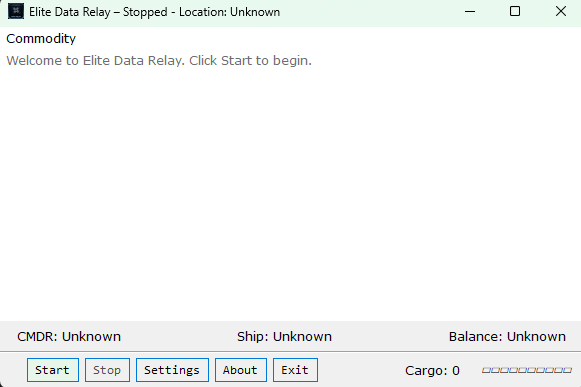 Elite Data Relay – Stopped - Location: Unknown
Commodity
Welcome to Elite Data Relay. Click Start to begin.
CMDR: Unknown Ship: Unknown Balance: Unknown
Start Stop Settings About Exit Cargo: 0 □□□□□□□□□□